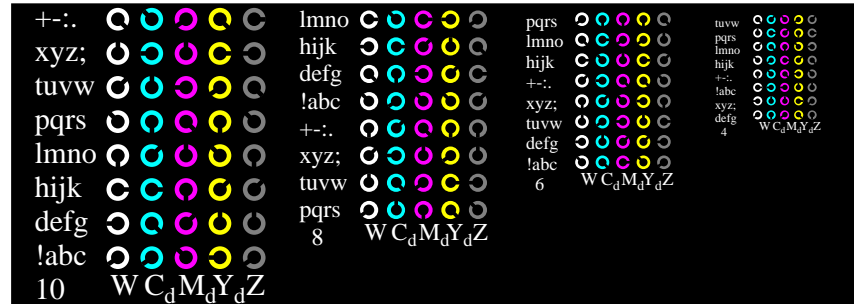 +-:.
xyz;
tuvw
pqrs
lmno
hijk
defg
!abc
10 W CdMdYdZ
lmno
hijk
defg
!abc
+-:.
xyz;
tuvw
pqrs
8 W CdMdYdZ
pqrs
lmno
hijk
+-:.
xyz;
tuvw
defg
!abc
6 W CdMdYdZ
tuvw
pqrs
lmno
hijk
+-:.
!abc
xyz;
defg
4 W CdMdYdZ